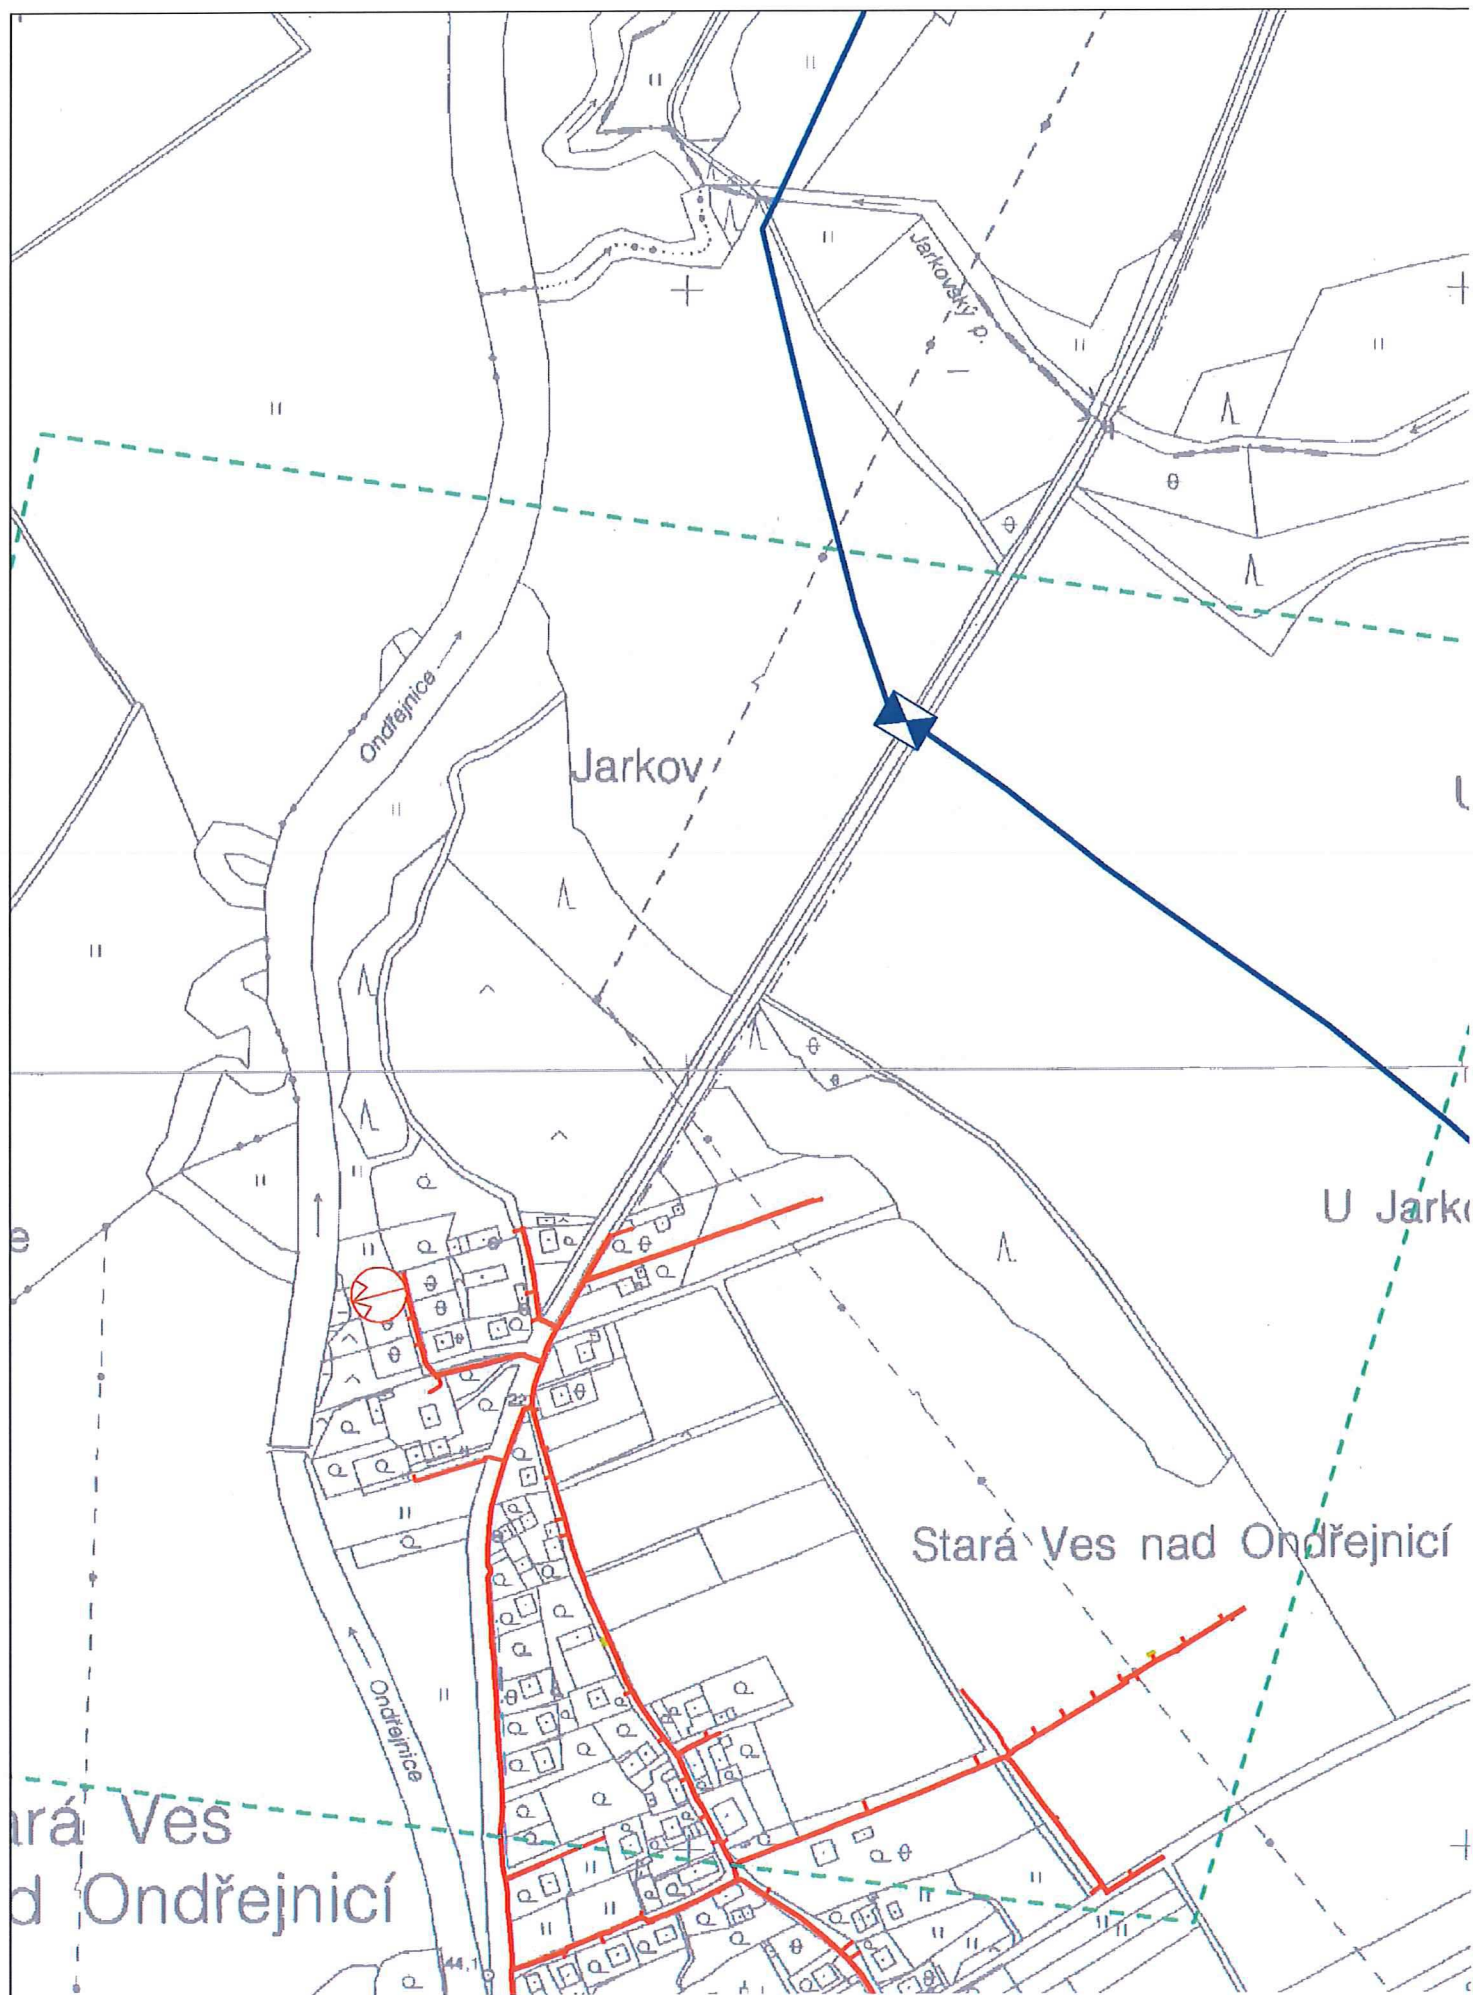 Jarkovský p.
Ondřejnice
Jarkov
U Jarko
e
22
Stará Ves nad Ondřejnicí
Ondřejnice
ará Ves
d Ondřejnicí
44,1